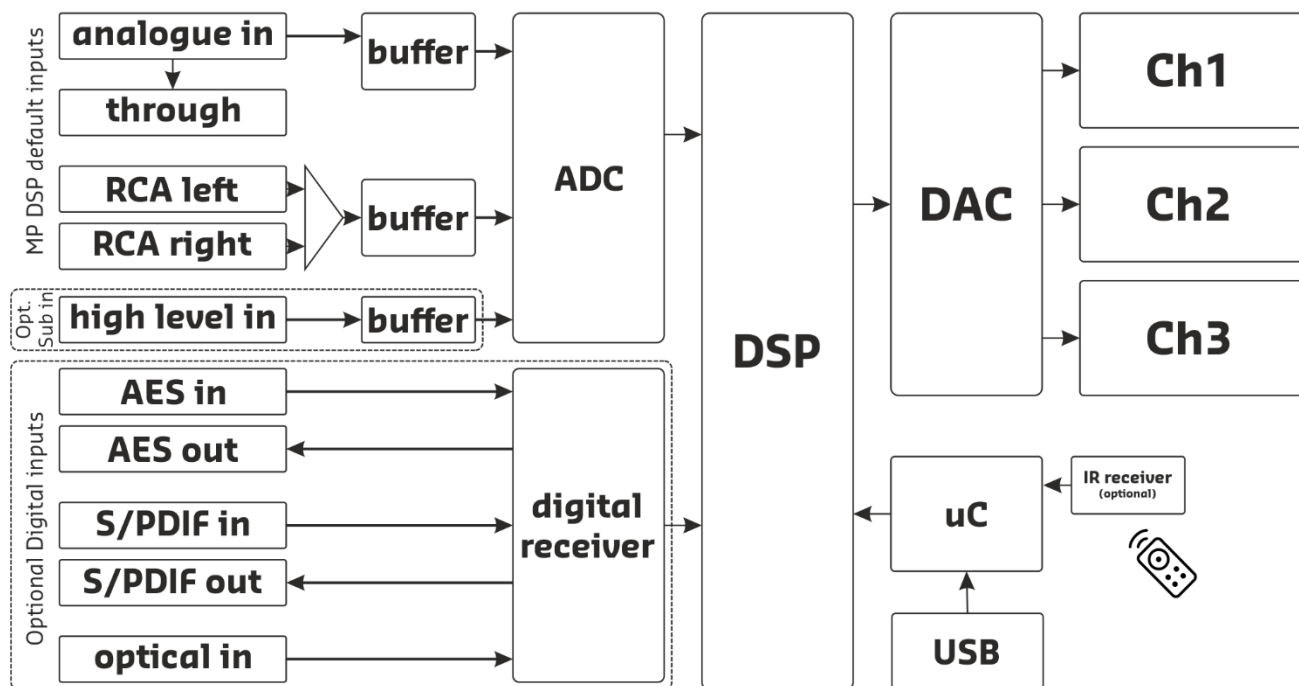 MP DSP default inputs
analogue in
buffer
through
RCA left
RCA right
buffer
Opt.
Sub in
high level in
buffer
ADC
Optional Digital inputs
AES in
AES out
S/PDIF in
S/PDIF out
optical in
digital
receiver
DSP
DAC
Ch1
Ch2
Ch3
uC
IR receiver
(optional)
USB